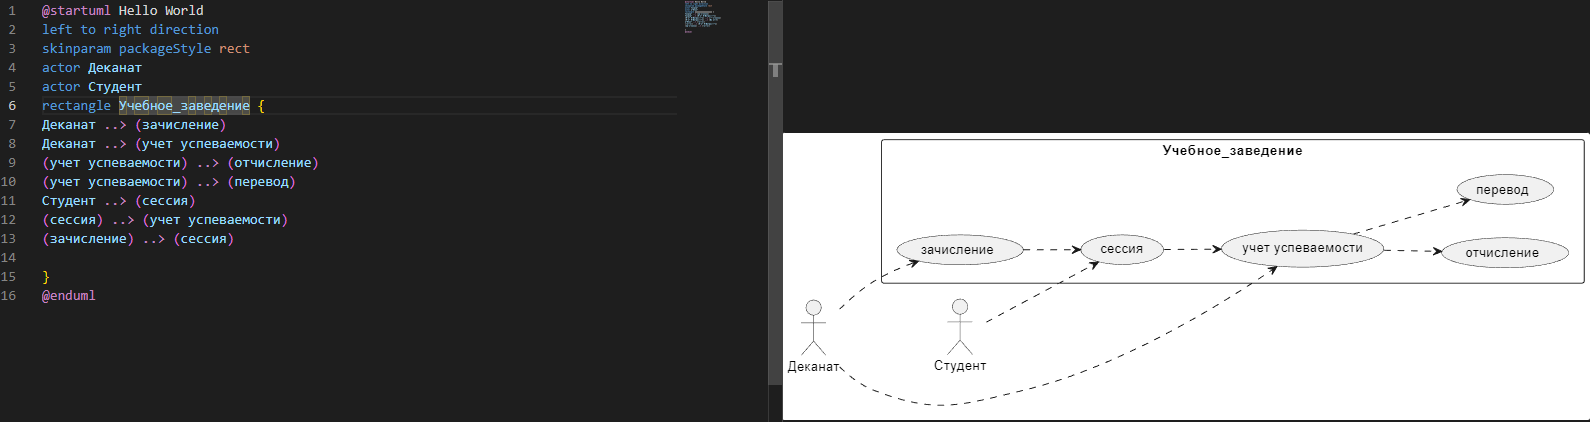 1 @startuml Hello World
2 left to right direction
3 skinparam packageStyle rect
4 actor Деканат
5 actor Студент
6 rectangle Учебное_заведение {
7 Деканат ..> (зачисление)
8 Деканат ..> (учет успеваемости)
9 (учет успеваемости) ..> (отчисление)
10 (учет успеваемости) ..> (перевод)
11 Студент ..> (сессия)
12 (сессия) ..> (учет успеваемости)
13 (зачисление) ..> (сессия)
14
15 }
16 @enduml
Учебное_заведение
перевод
зачисление
сессия
учет успеваемости
отчисление
Деканат
Студент